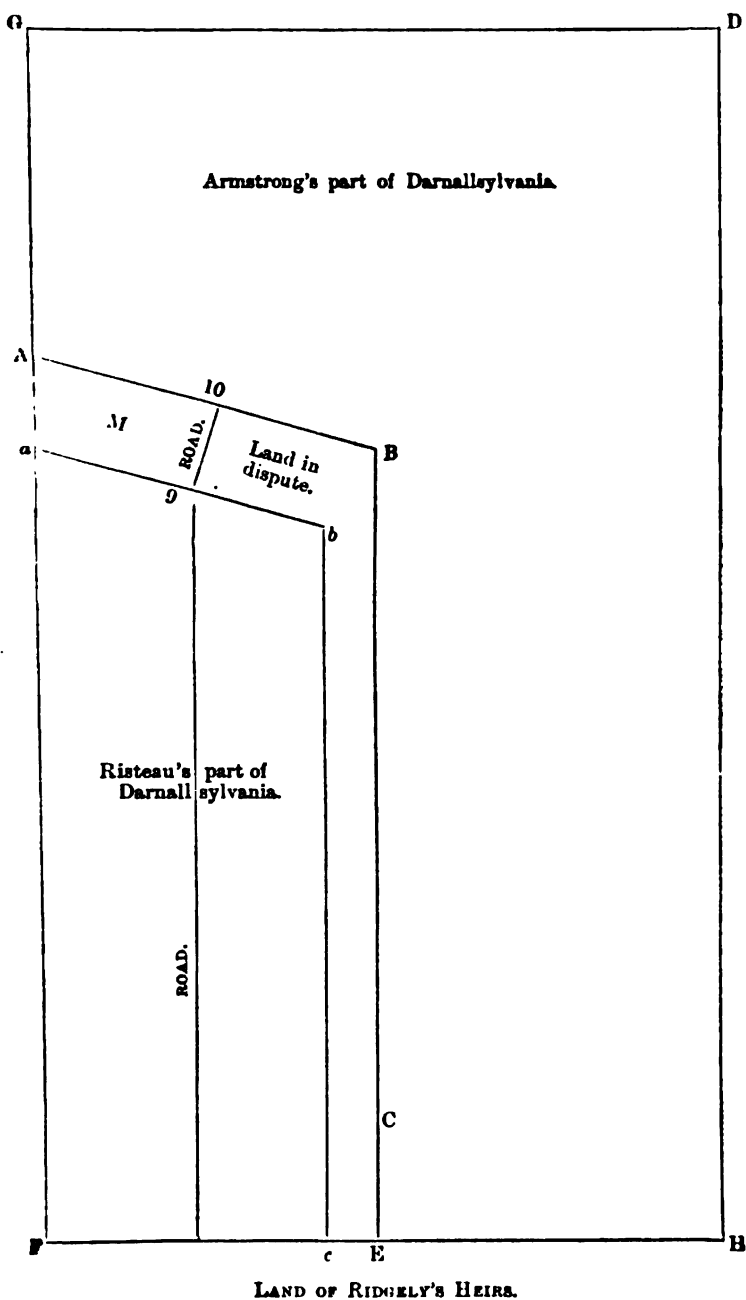 G D
Armstrong's part of Darnallsylvania.
A
10
M
ROAD.
Land in
dispute.
B
a
9
b
Risteau's part of
Darnall sylvania.
ROAD.
C
F c E H
LAND OF RIDGELY'S HEIRS.